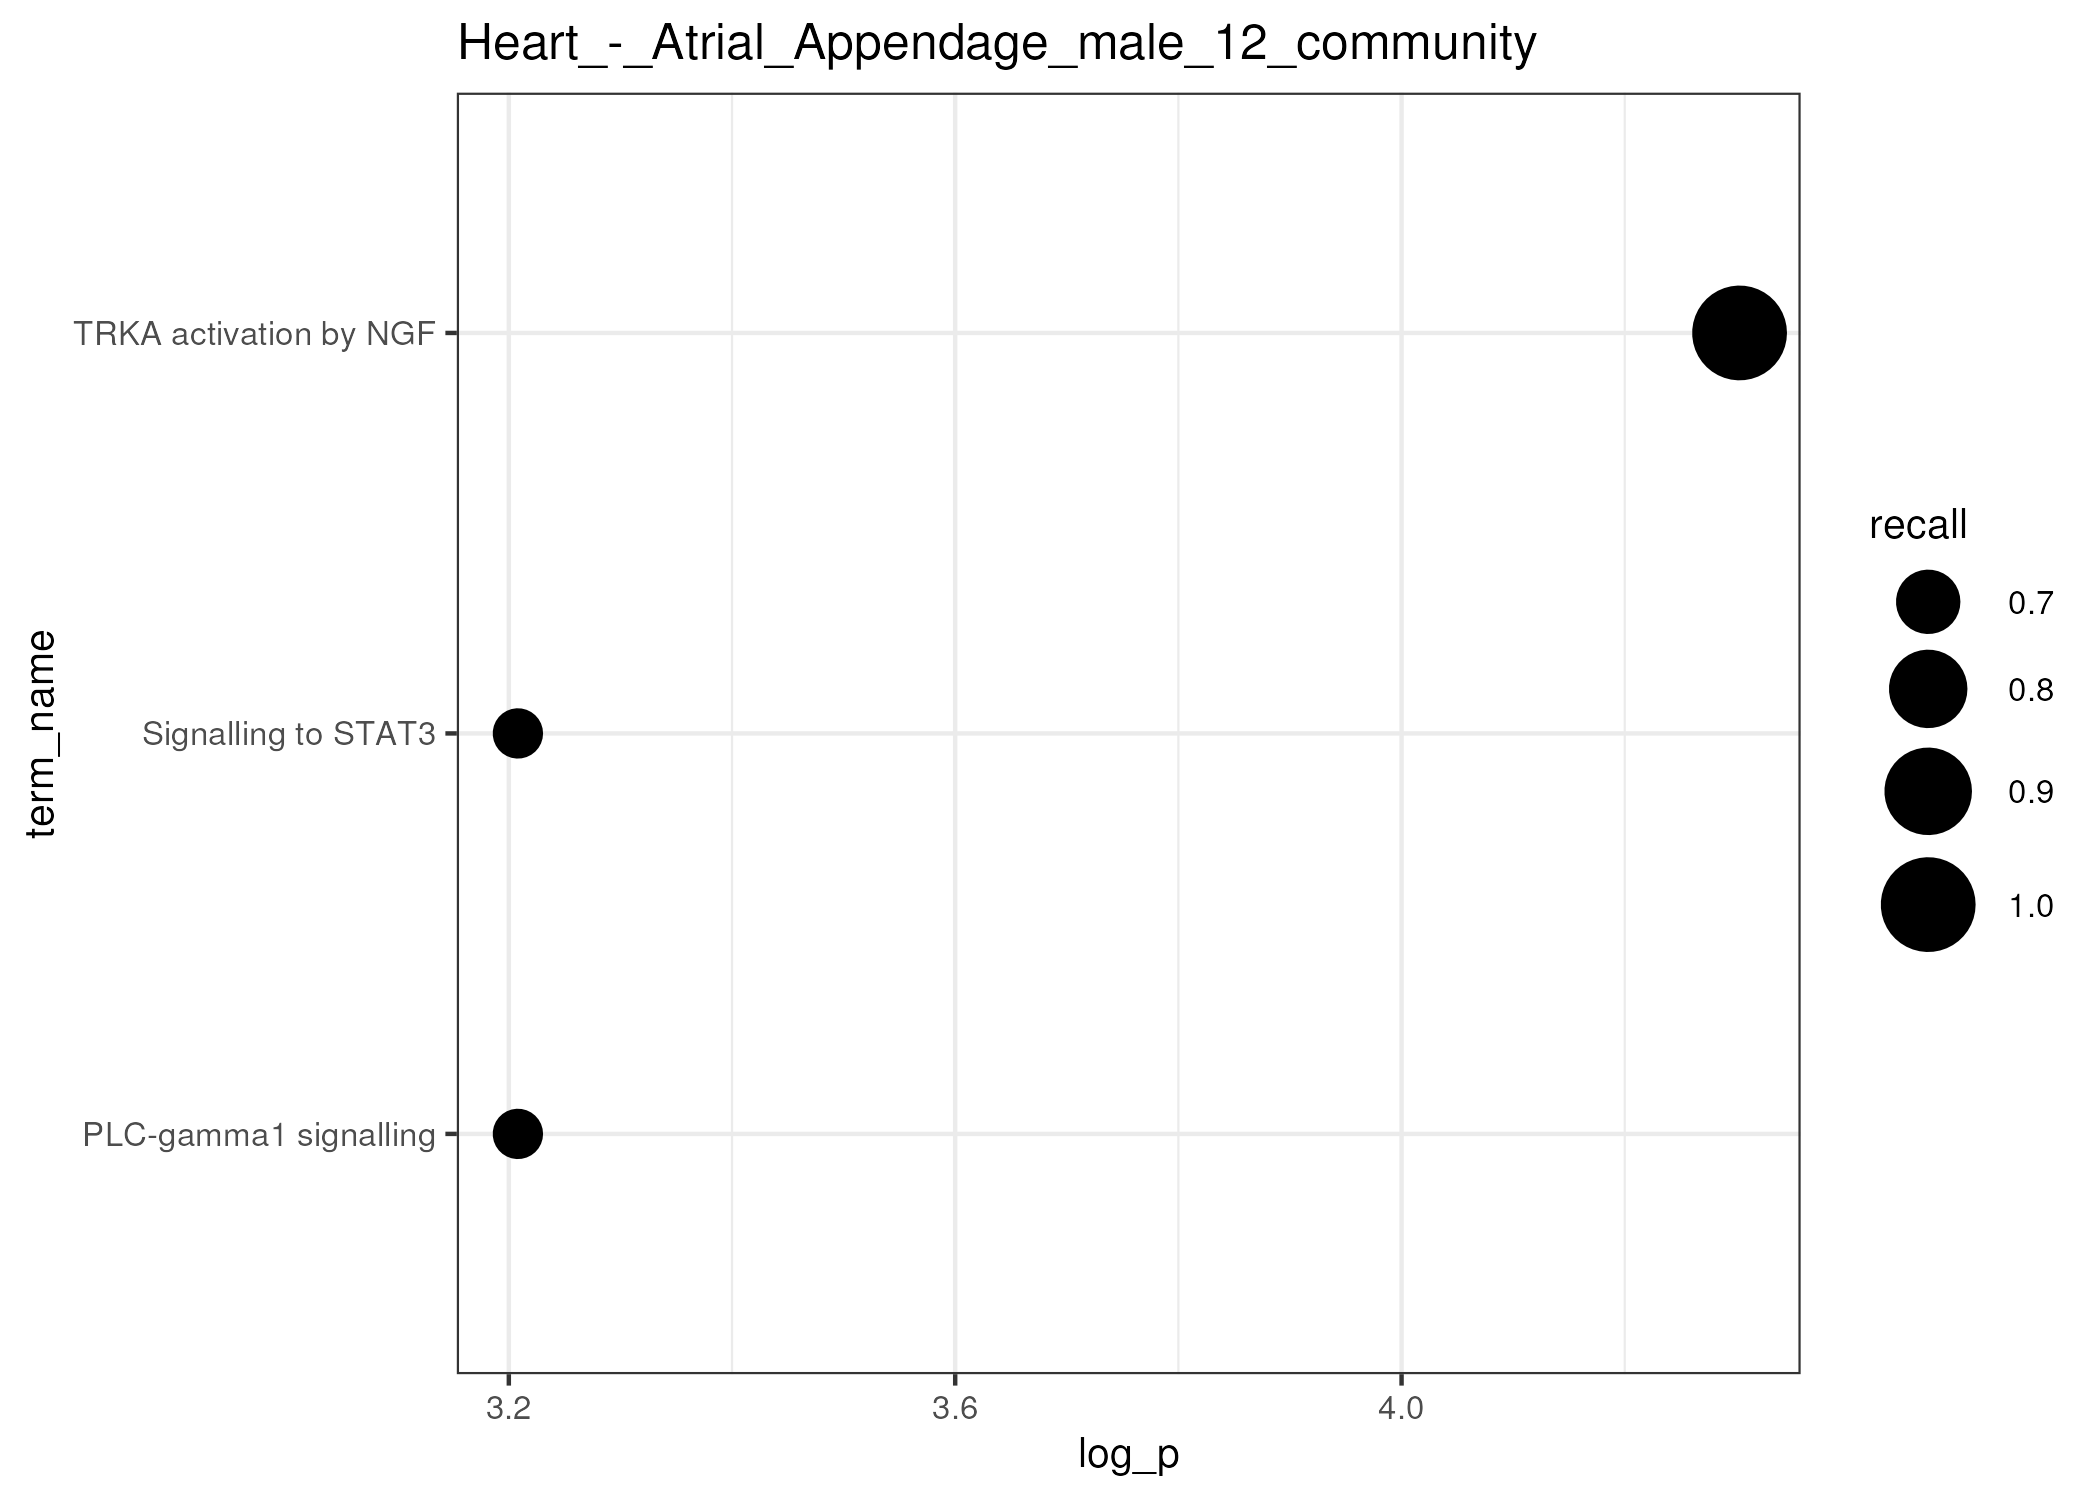 Heart_-_Atrial_Appendage_male_12_community
TRKA activation by NGF
Signalling to STAT3
PLC-gamma1 signalling
term_name
3.2
3.6
4.0
log_p
recall
0.7
0.8
0.9
1.0